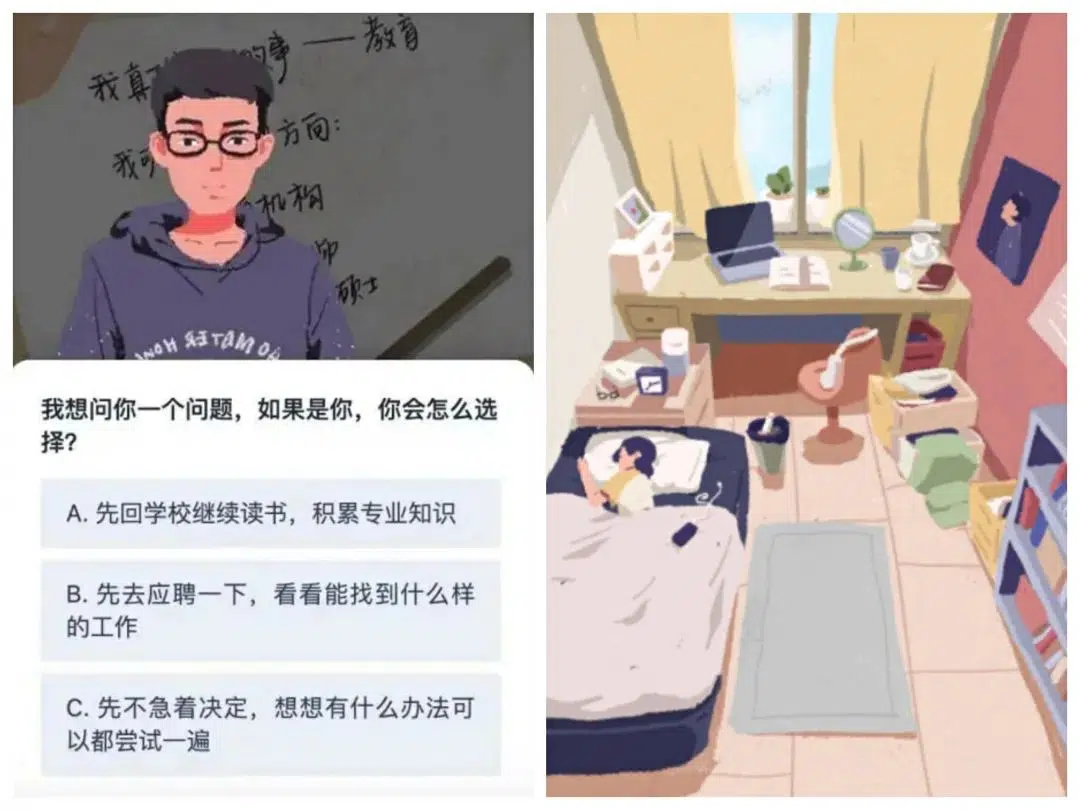 我真 的事——教育
我可 方向：
机构
师
硕士
我想问你一个问题，如果是你，你会怎么选
择？
A. 先回学校继续读书，积累专业知识
B. 先去应聘一下，看看能找到什么样
的工作
C. 先不急着决定，想想有什么办法可
以都尝试一遍